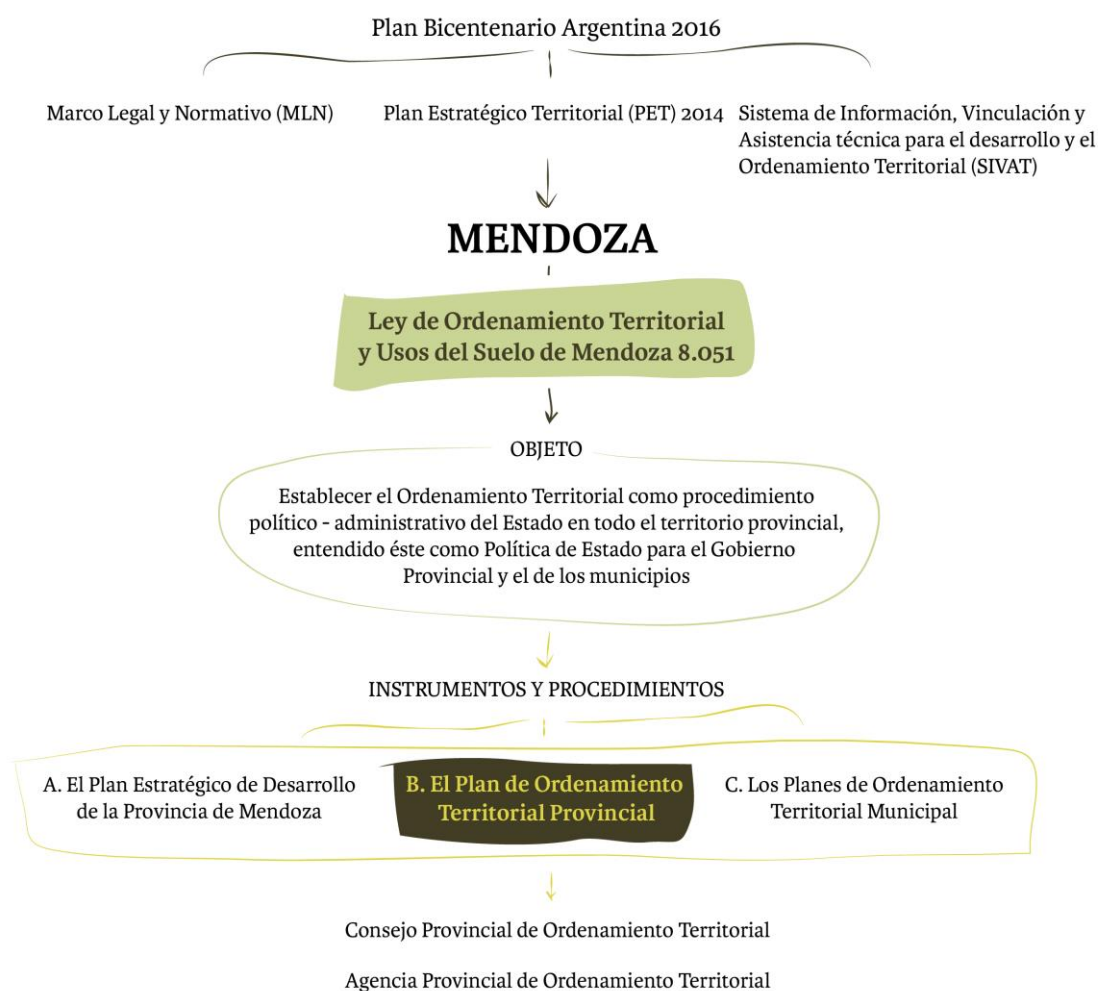 Plan Bicentenario Argentina 2016
Marco Legal y Normativo (MLN)
Plan Estratégico Territorial (PET) 2014
Sistema de Información, Vinculación y
Asistencia técnica para el desarrollo y el
Ordenamiento Territorial (SIVAT)
MENDOZA
Ley de Ordenamiento Territorial
y Usos del Suelo de Mendoza 8.051
OBJETO
Establecer el Ordenamiento Territorial como procedimiento
político - administrativo del Estado en todo el territorio provincial,
entendido éste como Política de Estado para el Gobierno
Provincial y el de los municipios
INSTRUMENTOS Y PROCEDIMIENTOS
A. El Plan Estratégico de Desarrollo
de la Provincia de Mendoza
B. El Plan de Ordenamiento
Territorial Provincial
C. Los Planes de Ordenamiento
Territorial Municipal
Consejo Provincial de Ordenamiento Territorial
Agencia Provincial de Ordenamiento Territorial